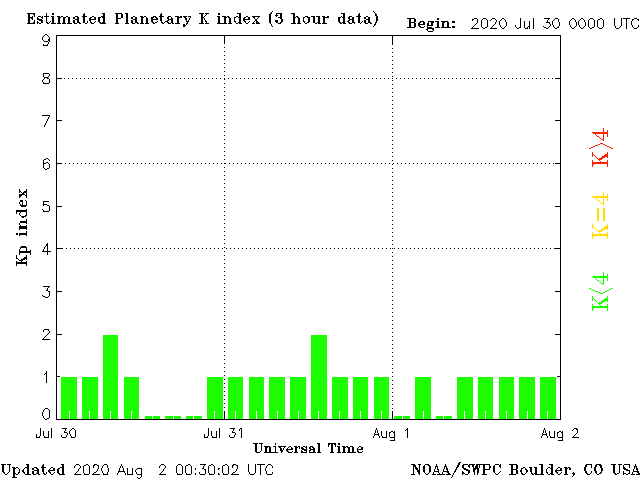 Estimated Planetary K index (3 hour data) Begin: 2020 Jul 30 0000 UTC
9
8
7
6
5
4
3
2
1
0
Kp index
K>4
K=4
K<4
Jul 30 Jul 31 Aug 1 Aug 2
Universal Time
Updated 2020 Aug 2 00:30:02 UTC NOAA/SWPC Boulder, CO USA